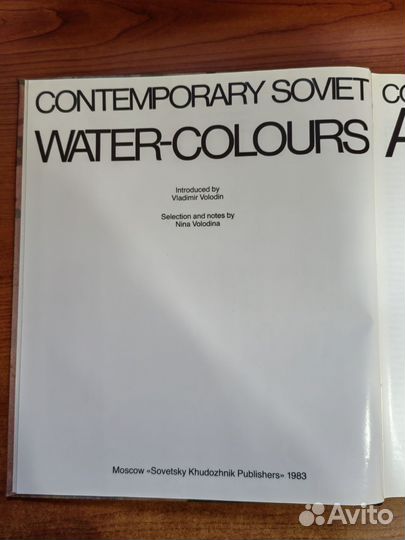 CONTEMPORARY SOVIET
WATER-COLOURS
Introduced by
Vladimir Volodin
Selection and notes by
Nina Volodina
Moscow «Sovetsky Khudozhnik Publishers» 1983
CO
A
Avito